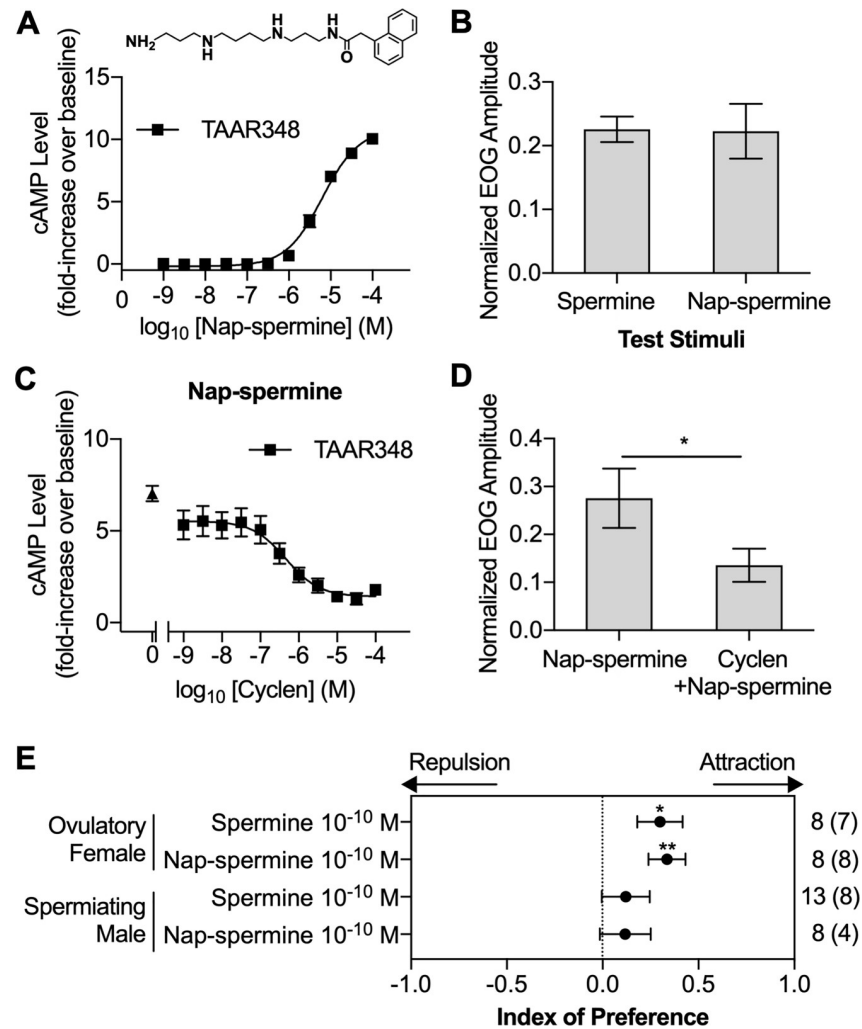 A
NH₂
H
N
H
N
H
N
O
cAMP Level
(fold-increase over baseline)
15
10
5
0
TAAR348
0 -9 -8 -7 -6 -5 -4
log₁₀ [Nap-spermine] (M)
B
Normalized EOG Amplitude
0.3
0.2
0.1
0.0
Spermine Nap-spermine
Test Stimuli
C
Nap-spermine
cAMP Level
(fold-increase over baseline)
10
5
0
TAAR348
0 -9 -8 -7 -6 -5 -4
log₁₀ [Cyclen] (M)
D
Normalized EOG Amplitude
0.4
0.3
0.2
0.1
0.0
*
Nap-spermine Cyclen
+Nap-spermine
E
Repulsion Attraction
Ovulatory
Female
Spermine 10⁻¹⁰ M * 8 (7)
Nap-spermine 10⁻¹⁰ M ** 8 (8)
Spermiating
Male
Spermine 10⁻¹⁰ M 13 (8)
Nap-spermine 10⁻¹⁰ M 8 (4)
-1.0 -0.5 0.0 0.5 1.0
Index of Preference